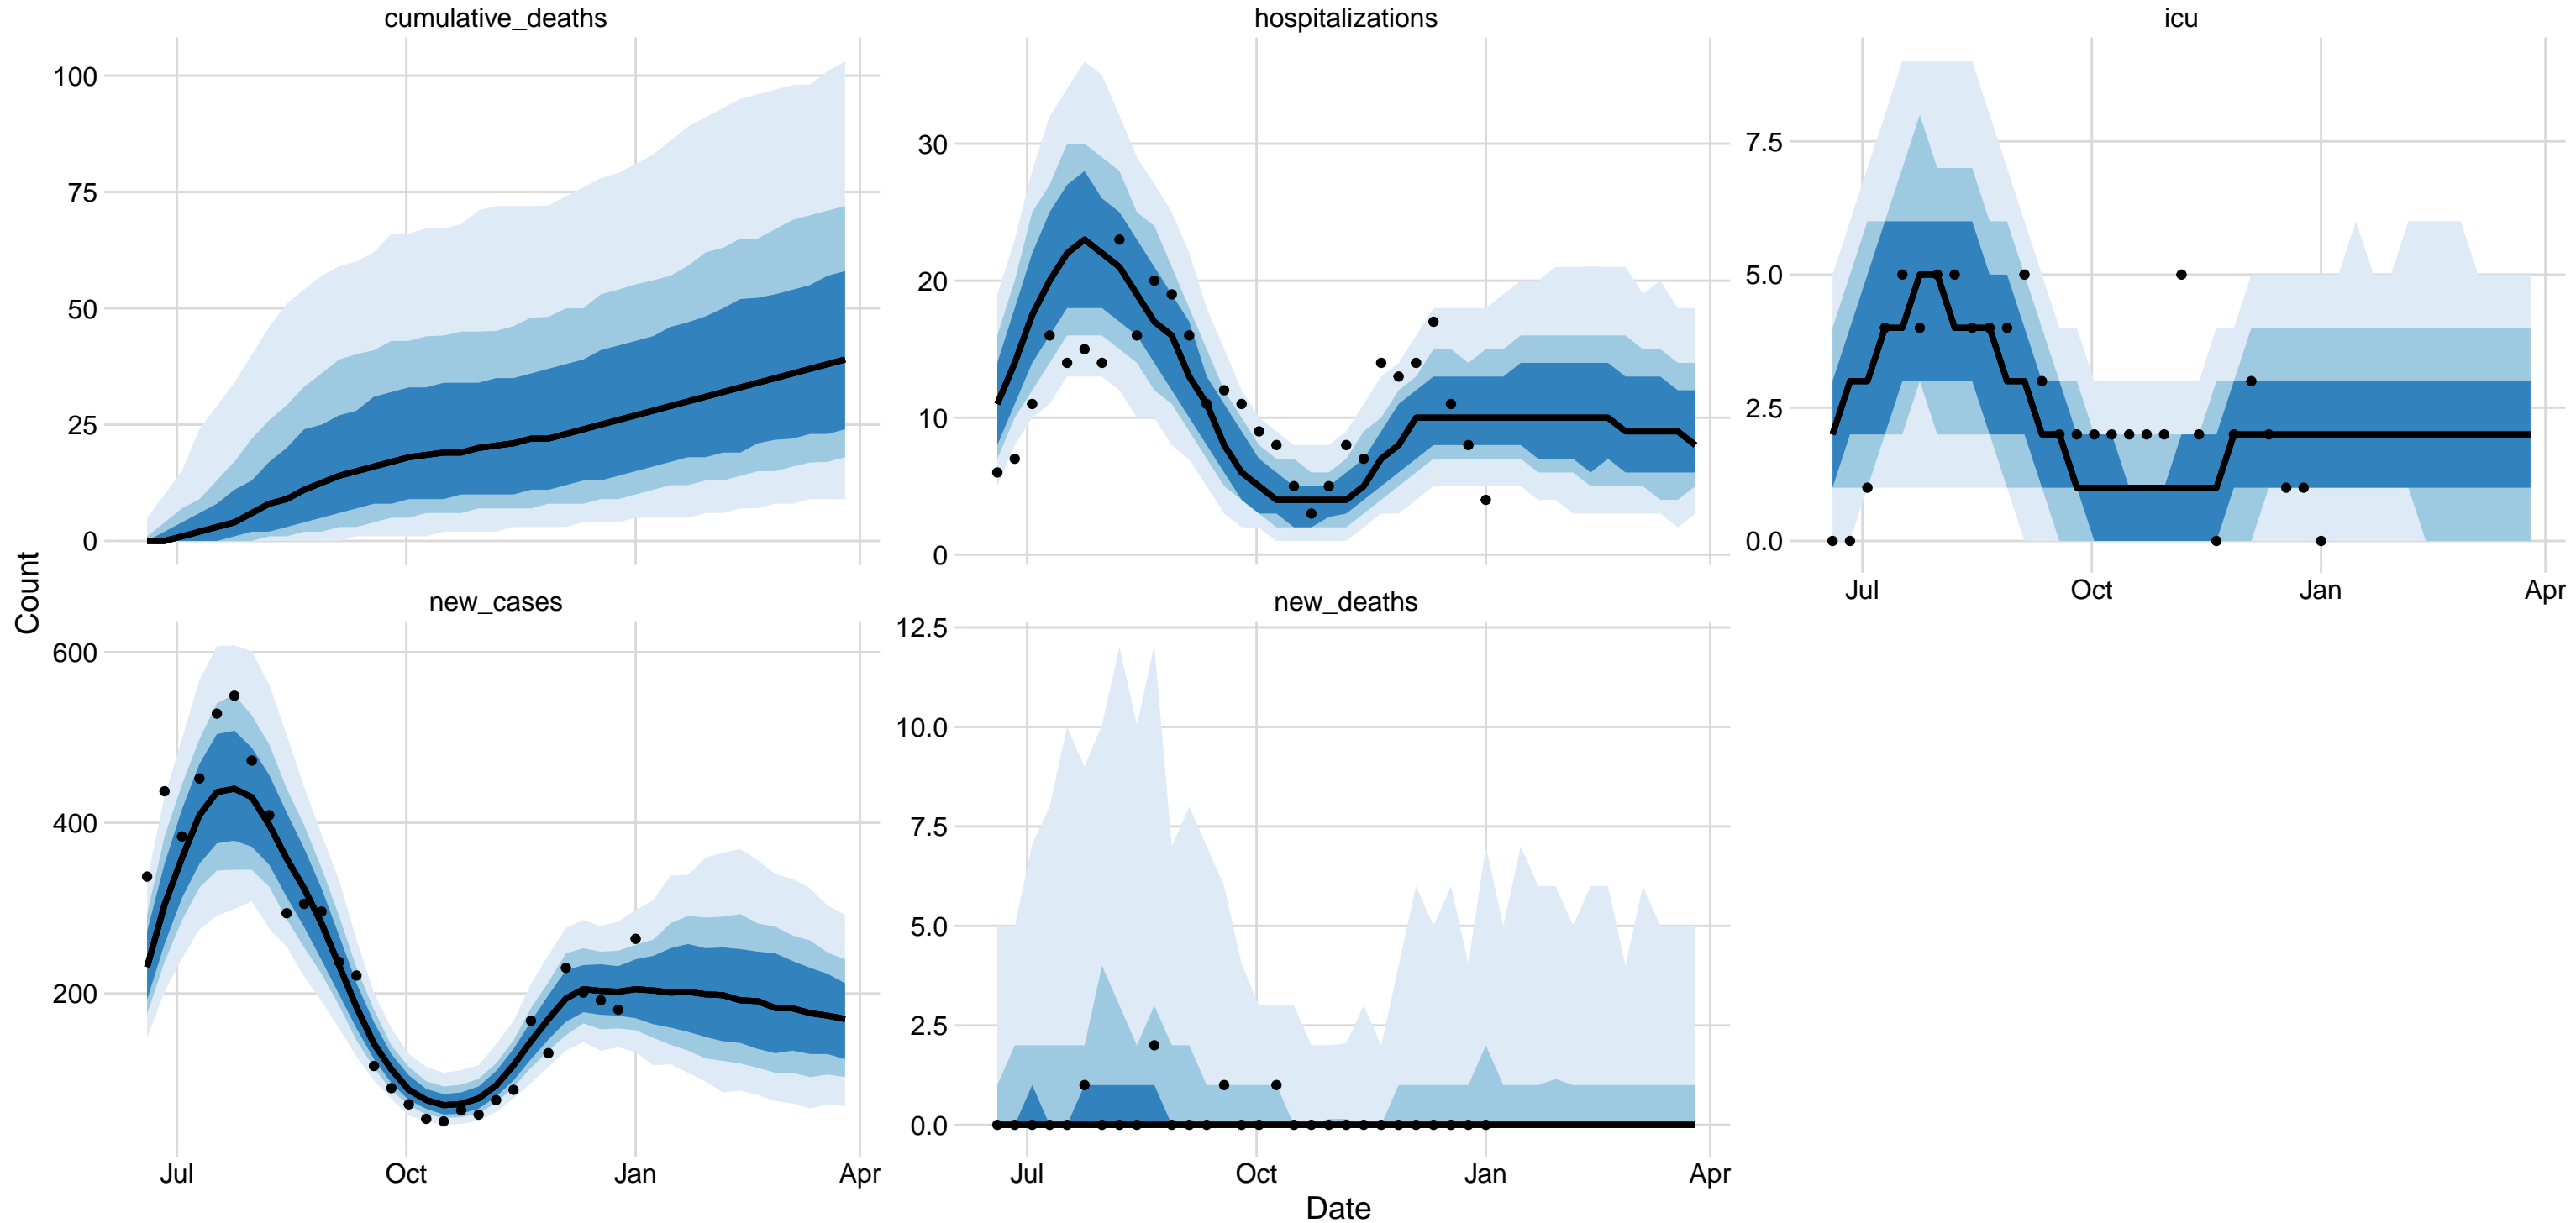 cumulative_deaths
hospitalizations
icu
100
75
50
25
0
30
20
10
0
7.5
5.0
2.5
0.0
Jul Oct Jan Apr
Count
new_cases
new_deaths
600
400
200
12.5
10.0
7.5
5.0
2.5
0.0
Jul Oct Jan Apr
Jul Oct Jan Apr
Date